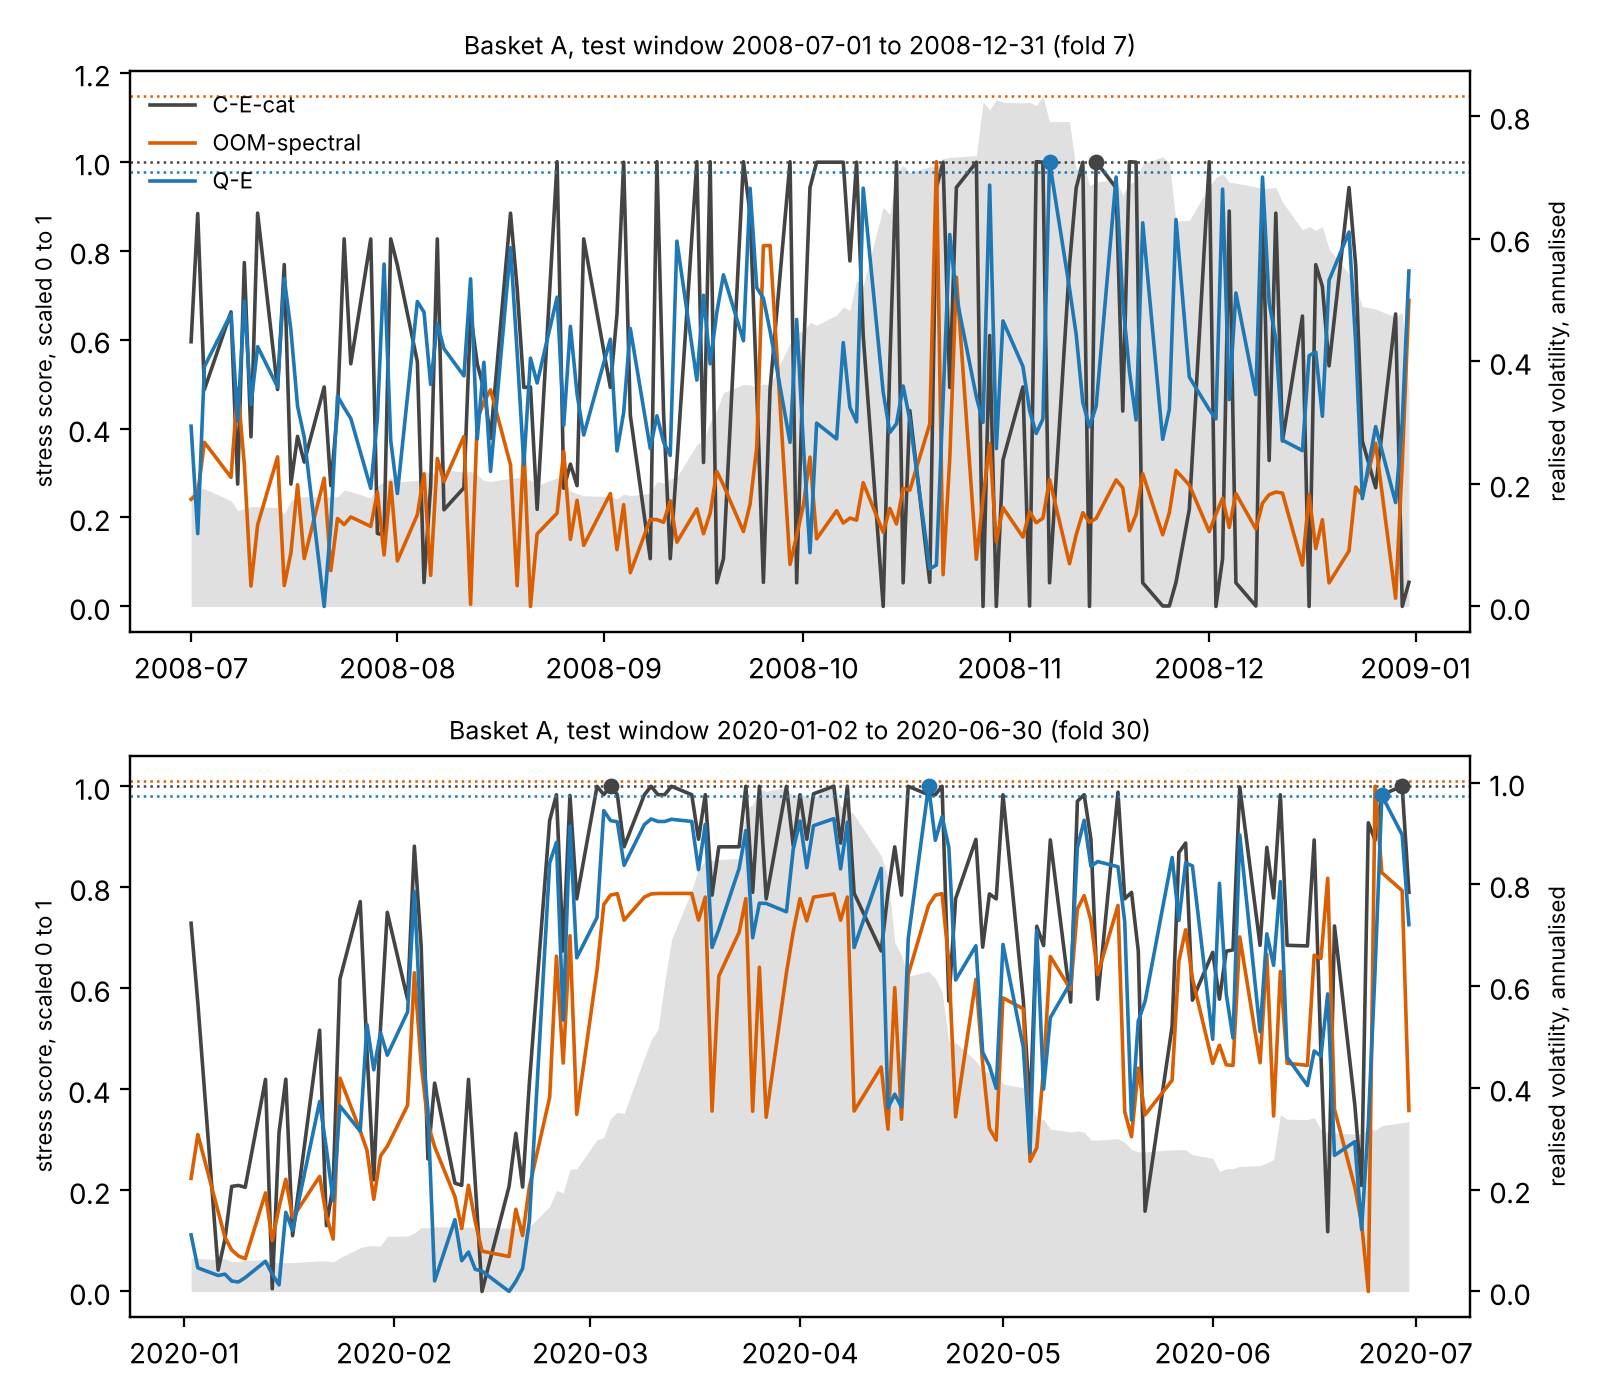 Basket A, test window 2008-07-01 to 2008-12-31 (fold 7)
stress score, scaled 0 to 1
1.2
1.0
0.8
0.6
0.4
0.2
0.0
C-E-cat
OOM-spectral
Q-E
0.8
0.6
0.4
0.2
0.0
realised volatility, annualised
2008-07 2008-08 2008-09 2008-10 2008-11 2008-12 2009-01
Basket A, test window 2020-01-02 to 2020-06-30 (fold 30)
stress score, scaled 0 to 1
1.0
0.8
0.6
0.4
0.2
0.0
1.0
0.8
0.6
0.4
0.2
0.0
realised volatility, annualised
2020-01 2020-02 2020-03 2020-04 2020-05 2020-06 2020-07